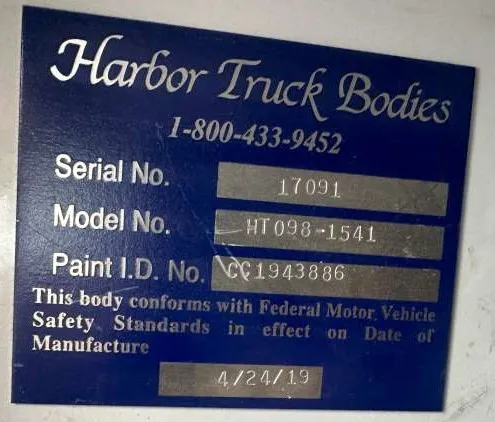 Harbor Truck Bodies
1-800-433-9452
Serial No. 17091
Model No. HT098-1541
Paint I.D. No. CC1943886
This body conforms with Federal Motor Vehicle
Safety Standards in effect on Date of
Manufacture
4/24/19